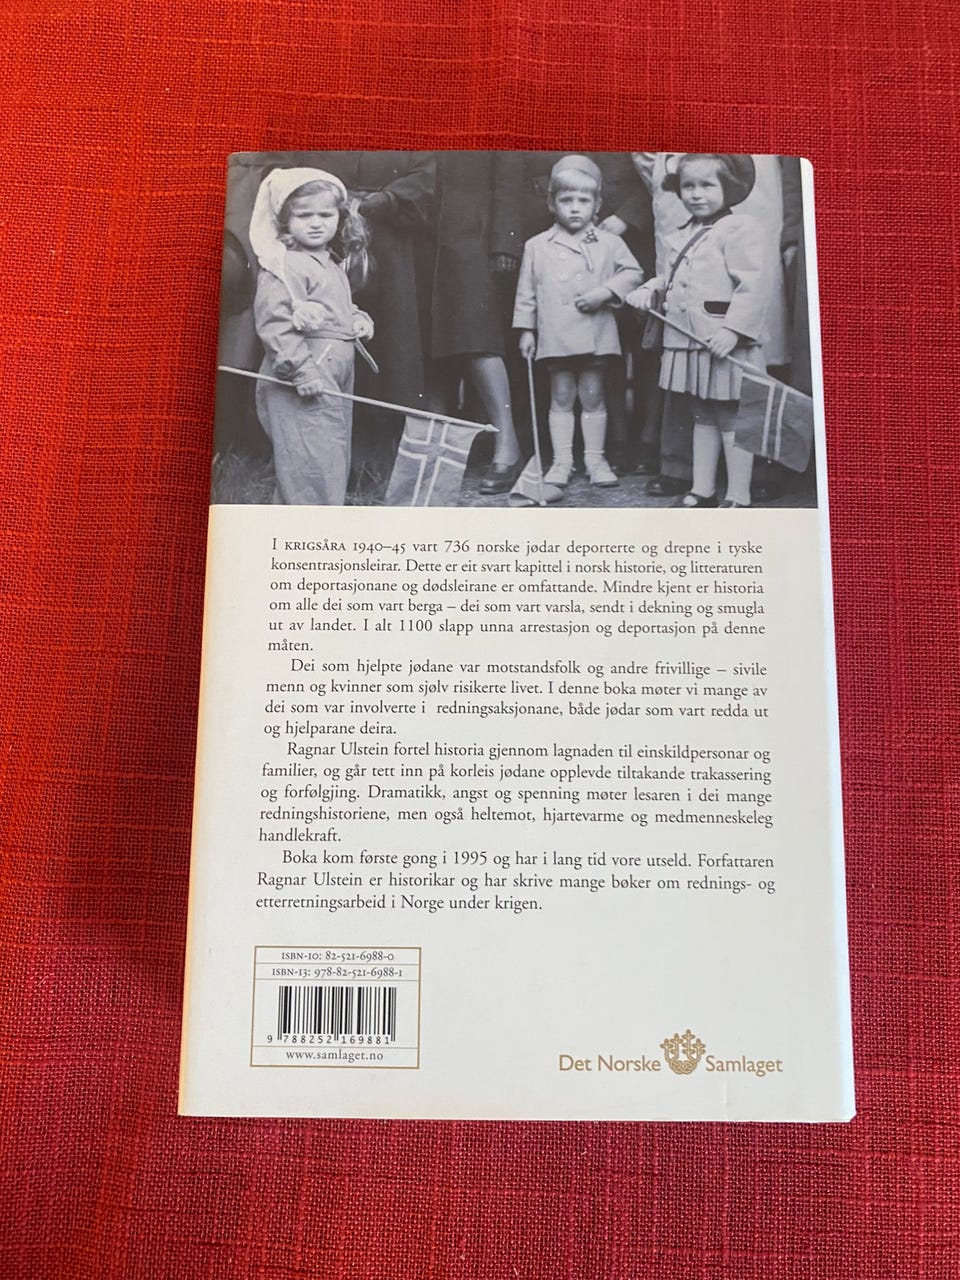 I KRIGSÅRA 1940–45 vart 736 norske jødar deporterte og drepne i tyske
konsentrasjonsleirar. Dette er eit svart kapittel i norsk historie, og litteraturen
om deportasjonane og dødsleirane er omfattande. Mindre kjent er historia
om alle dei som vart berga – dei som vart varsla, sendt i dekning og smugla
ut av landet. I alt 1100 slapp unna arrestasjon og deportasjon på denne
måten.
Dei som hjelpte jødane var motstandsfolk og andre frivillige – sivile
menn og kvinner som sjølv risikerte livet. I denne boka møter vi mange av
dei som var involverte i redningsaksjonane, både jødar som vart redda ut
og hjelparane deira.
Ragnar Ulstein fortel historia gjennom lagnaden til einskildpersonar og
familier, og går tett inn på korleis jødane opplevde tiltakande trakassering
og forfølgjing. Dramatikk, angst og spenning møter lesaren i dei mange
redningshistoriene, men også heltemot, hjartevarme og medmenneskeleg
handlekraft.
Boka kom første gong i 1995 og har i lang tid vore utseld. Forfattaren
Ragnar Ulstein er historikar og har skrive mange bøker om rednings- og
etterretningsarbeid i Norge under krigen.
ISBN-10: 82-521-6988-0
ISBN-13: 978-82-521-6988-1
9 788252 169881
www.samlaget.no
Det Norske Samlaget